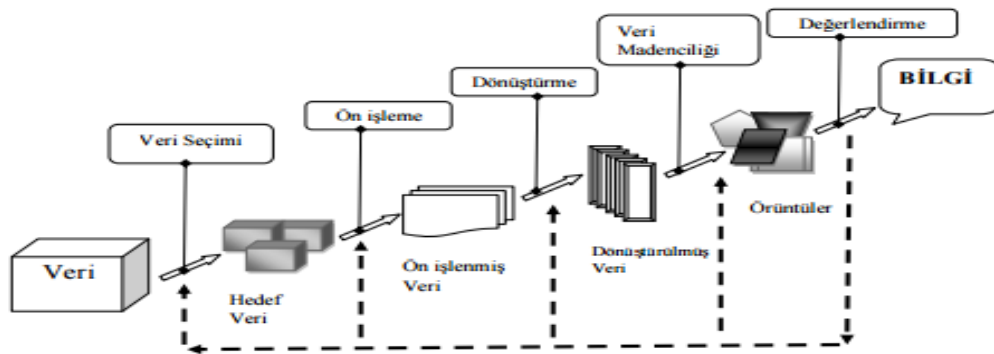 Veri
Veri Seçimi
Hedef
Veri
Ön işleme
Ön işlenmiş
Veri
Dönüştürme
Dönüştürülmüş
Veri
Veri
Madenciliği
Örüntüler
Değerlendirme
BİLGİ